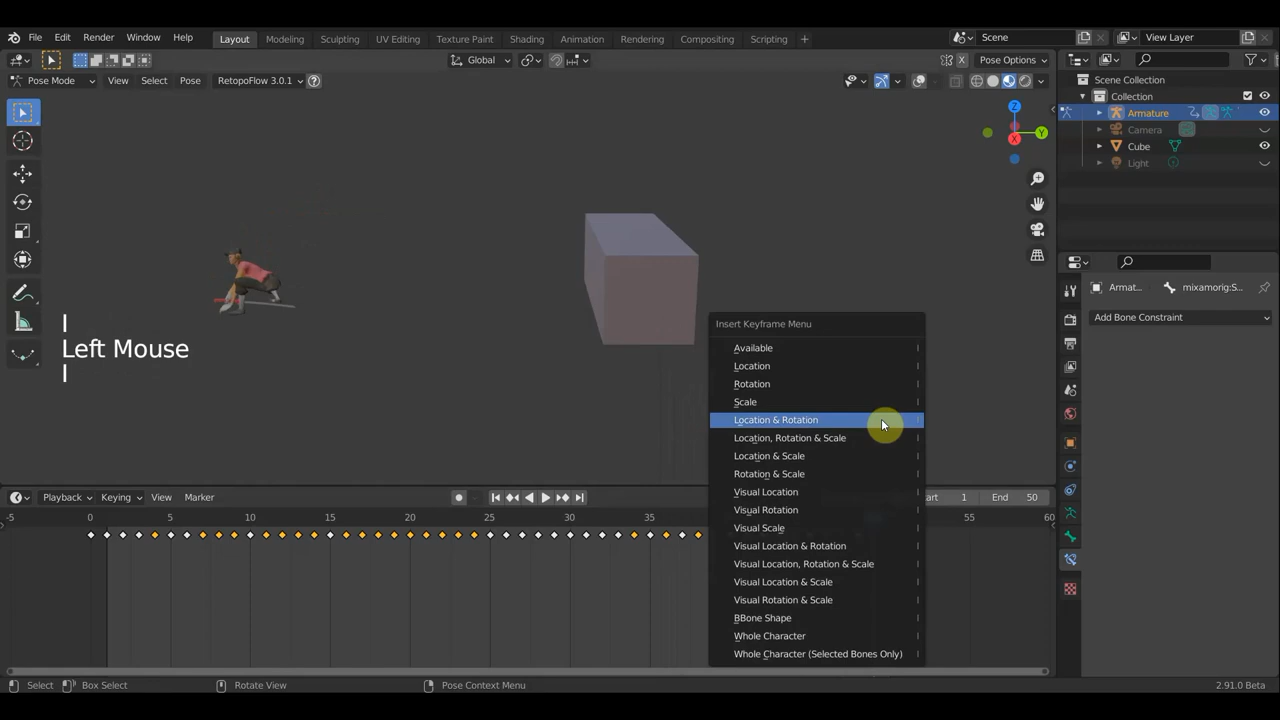 File Edit Render Window Help Layout Modeling Sculpting UV Editing Texture Paint Shading Animation Rendering Compositing Scripting + Scene View Layer
Global X Pose Options
Pose Mode View Select Pose RetopoFlow 3.0.1
Scene Collection
Collection
Armature
Camera
Cube
Light
Z
Y
X
I
Left Mouse
I
Armat... mixamorig:S...
Add Bone Constraint
Insert Keyframe Menu
Available I
Location I
Rotation I
Scale I
Location & Rotation I
Location, Rotation & Scale I
Location & Scale I
Rotation & Scale I
Visual Location I
Visual Rotation I
Visual Scale I
Visual Location & Rotation I
Visual Location, Rotation & Scale I
Visual Location & Scale I
Visual Rotation & Scale I
BBone Shape I
Whole Character I
Whole Character (Selected Bones Only) I
Playback Keying View Marker art 1 End 50
-5 0 5 10 15 20 25 30 35 55 60
Select Box Select Rotate View Pose Context Menu 2.91.0 Beta